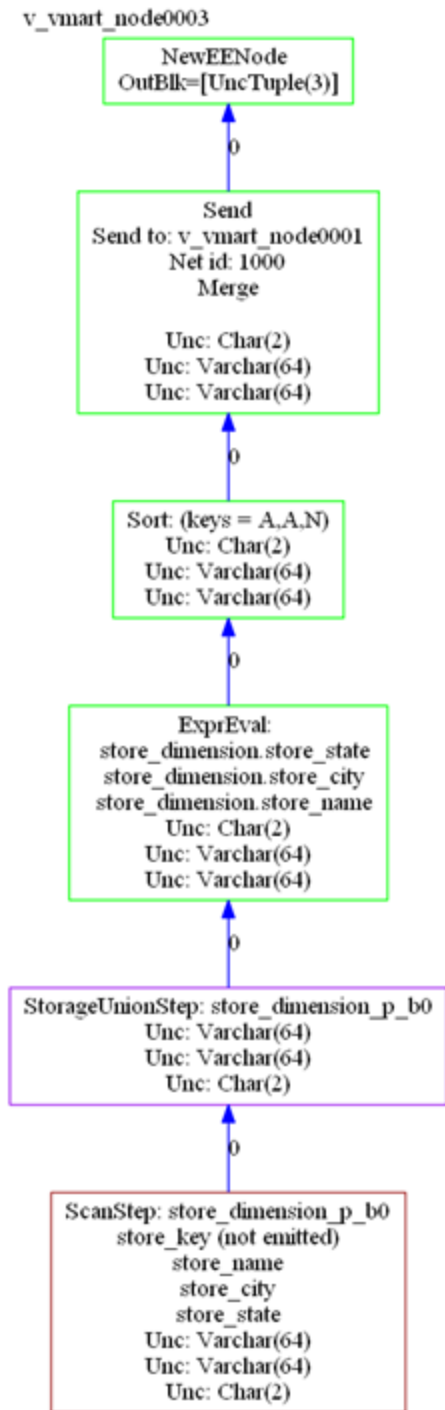 v_vmart_node0003
NewEENode
OutBlk=[UncTuple(3)]
0
Send
Send to: v_vmart_node0001
Net id: 1000
Merge
Unc: Char(2)
Unc: Varchar(64)
Unc: Varchar(64)
0
Sort: (keys = A,A,N)
Unc: Char(2)
Unc: Varchar(64)
Unc: Varchar(64)
0
ExprEval:
store_dimension.store_state
store_dimension.store_city
store_dimension.store_name
Unc: Char(2)
Unc: Varchar(64)
Unc: Varchar(64)
0
StorageUnionStep: store_dimension_p_b0
Unc: Varchar(64)
Unc: Varchar(64)
Unc: Char(2)
0
ScanStep: store_dimension_p_b0
store_key (not emitted)
store_name
store_city
store_state
Unc: Varchar(64)
Unc: Varchar(64)
Unc: Char(2)